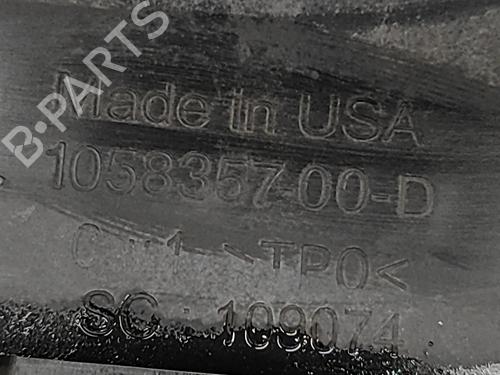 B-PARTS
Made in USA
1058357-00-D
>TPO<
SC: 109074